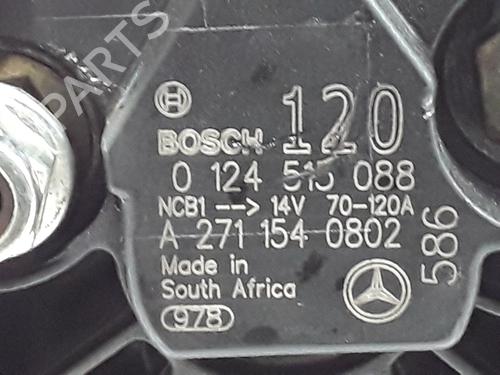 BOSCH 120
0 124 515 088
NCB1 --> 14V 70-120A
A 271 154 0802
Made in
South Africa
978
586